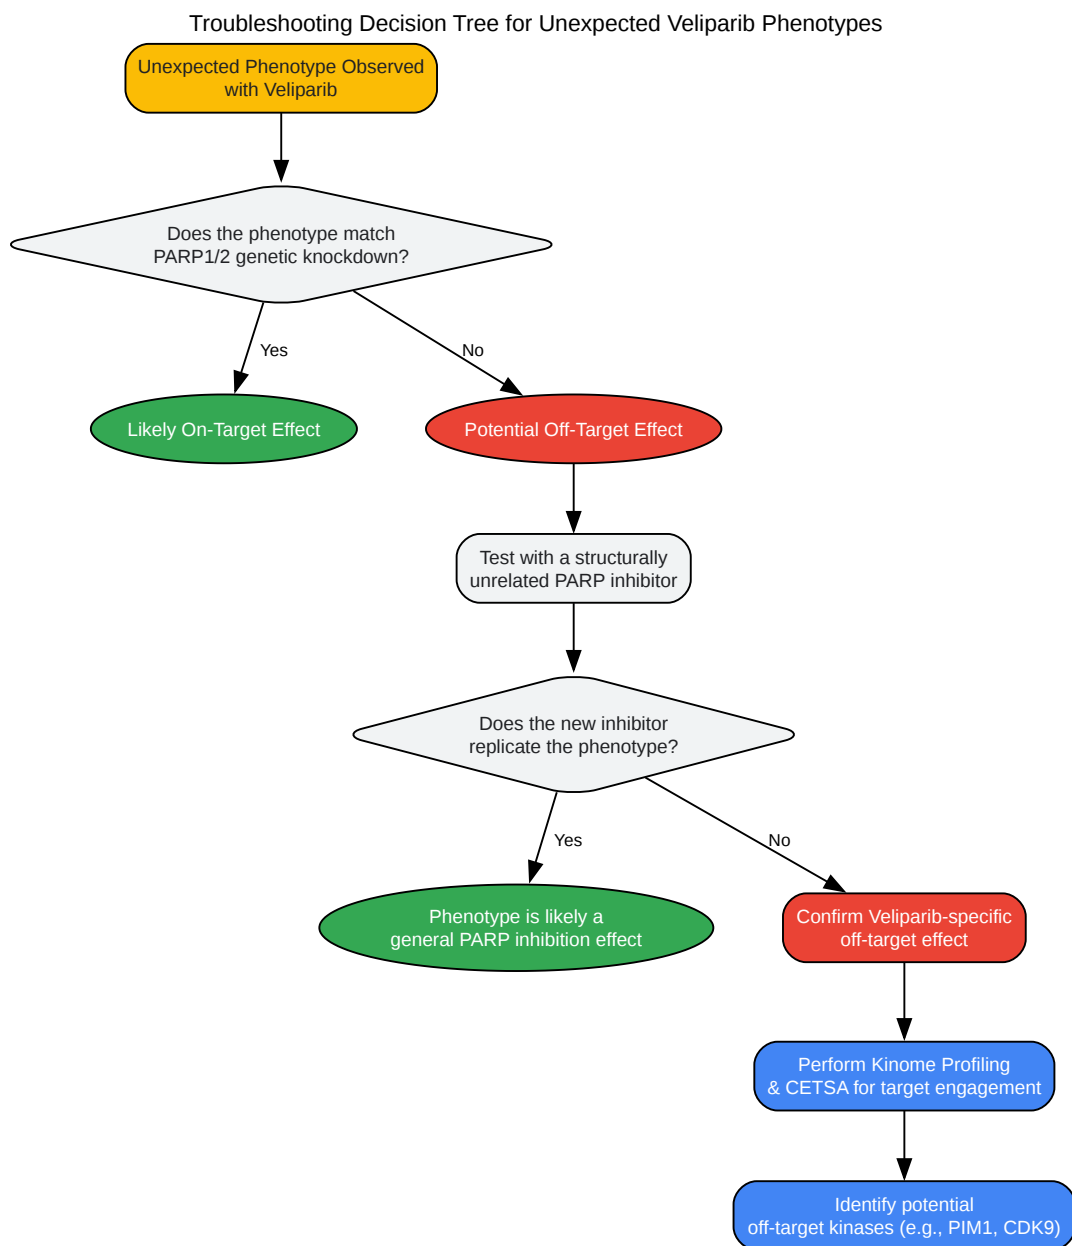 Troubleshooting Decision Tree for Unexpected Veliparib Phenotypes
Unexpected Phenotype Observed
with Veliparib
Does the phenotype match
PARP1/2 genetic knockdown?
Yes
No
Likely On-Target Effect
Potential Off-Target Effect
Test with a structurally
unrelated PARP inhibitor
Does the new inhibitor
replicate the phenotype?
Yes
No
Phenotype is likely a
general PARP inhibition effect
Confirm Veliparib-specific
off-target effect
Perform Kinome Profiling
& CETSA for target engagement
Identify potential
off-target kinases (e.g., PIM1, CDK9)